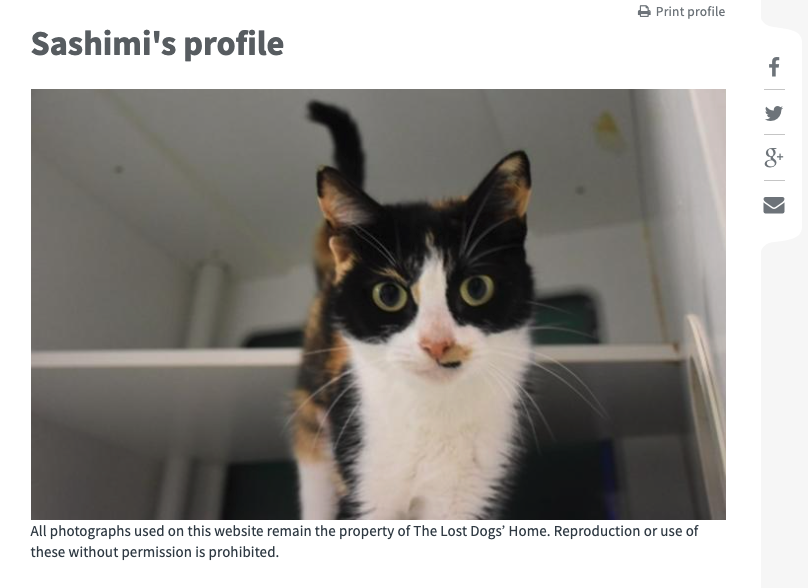 Print profile
Sashimi's profile
All photographs used on this website remain the property of The Lost Dogs’ Home. Reproduction or use of
these without permission is prohibited.